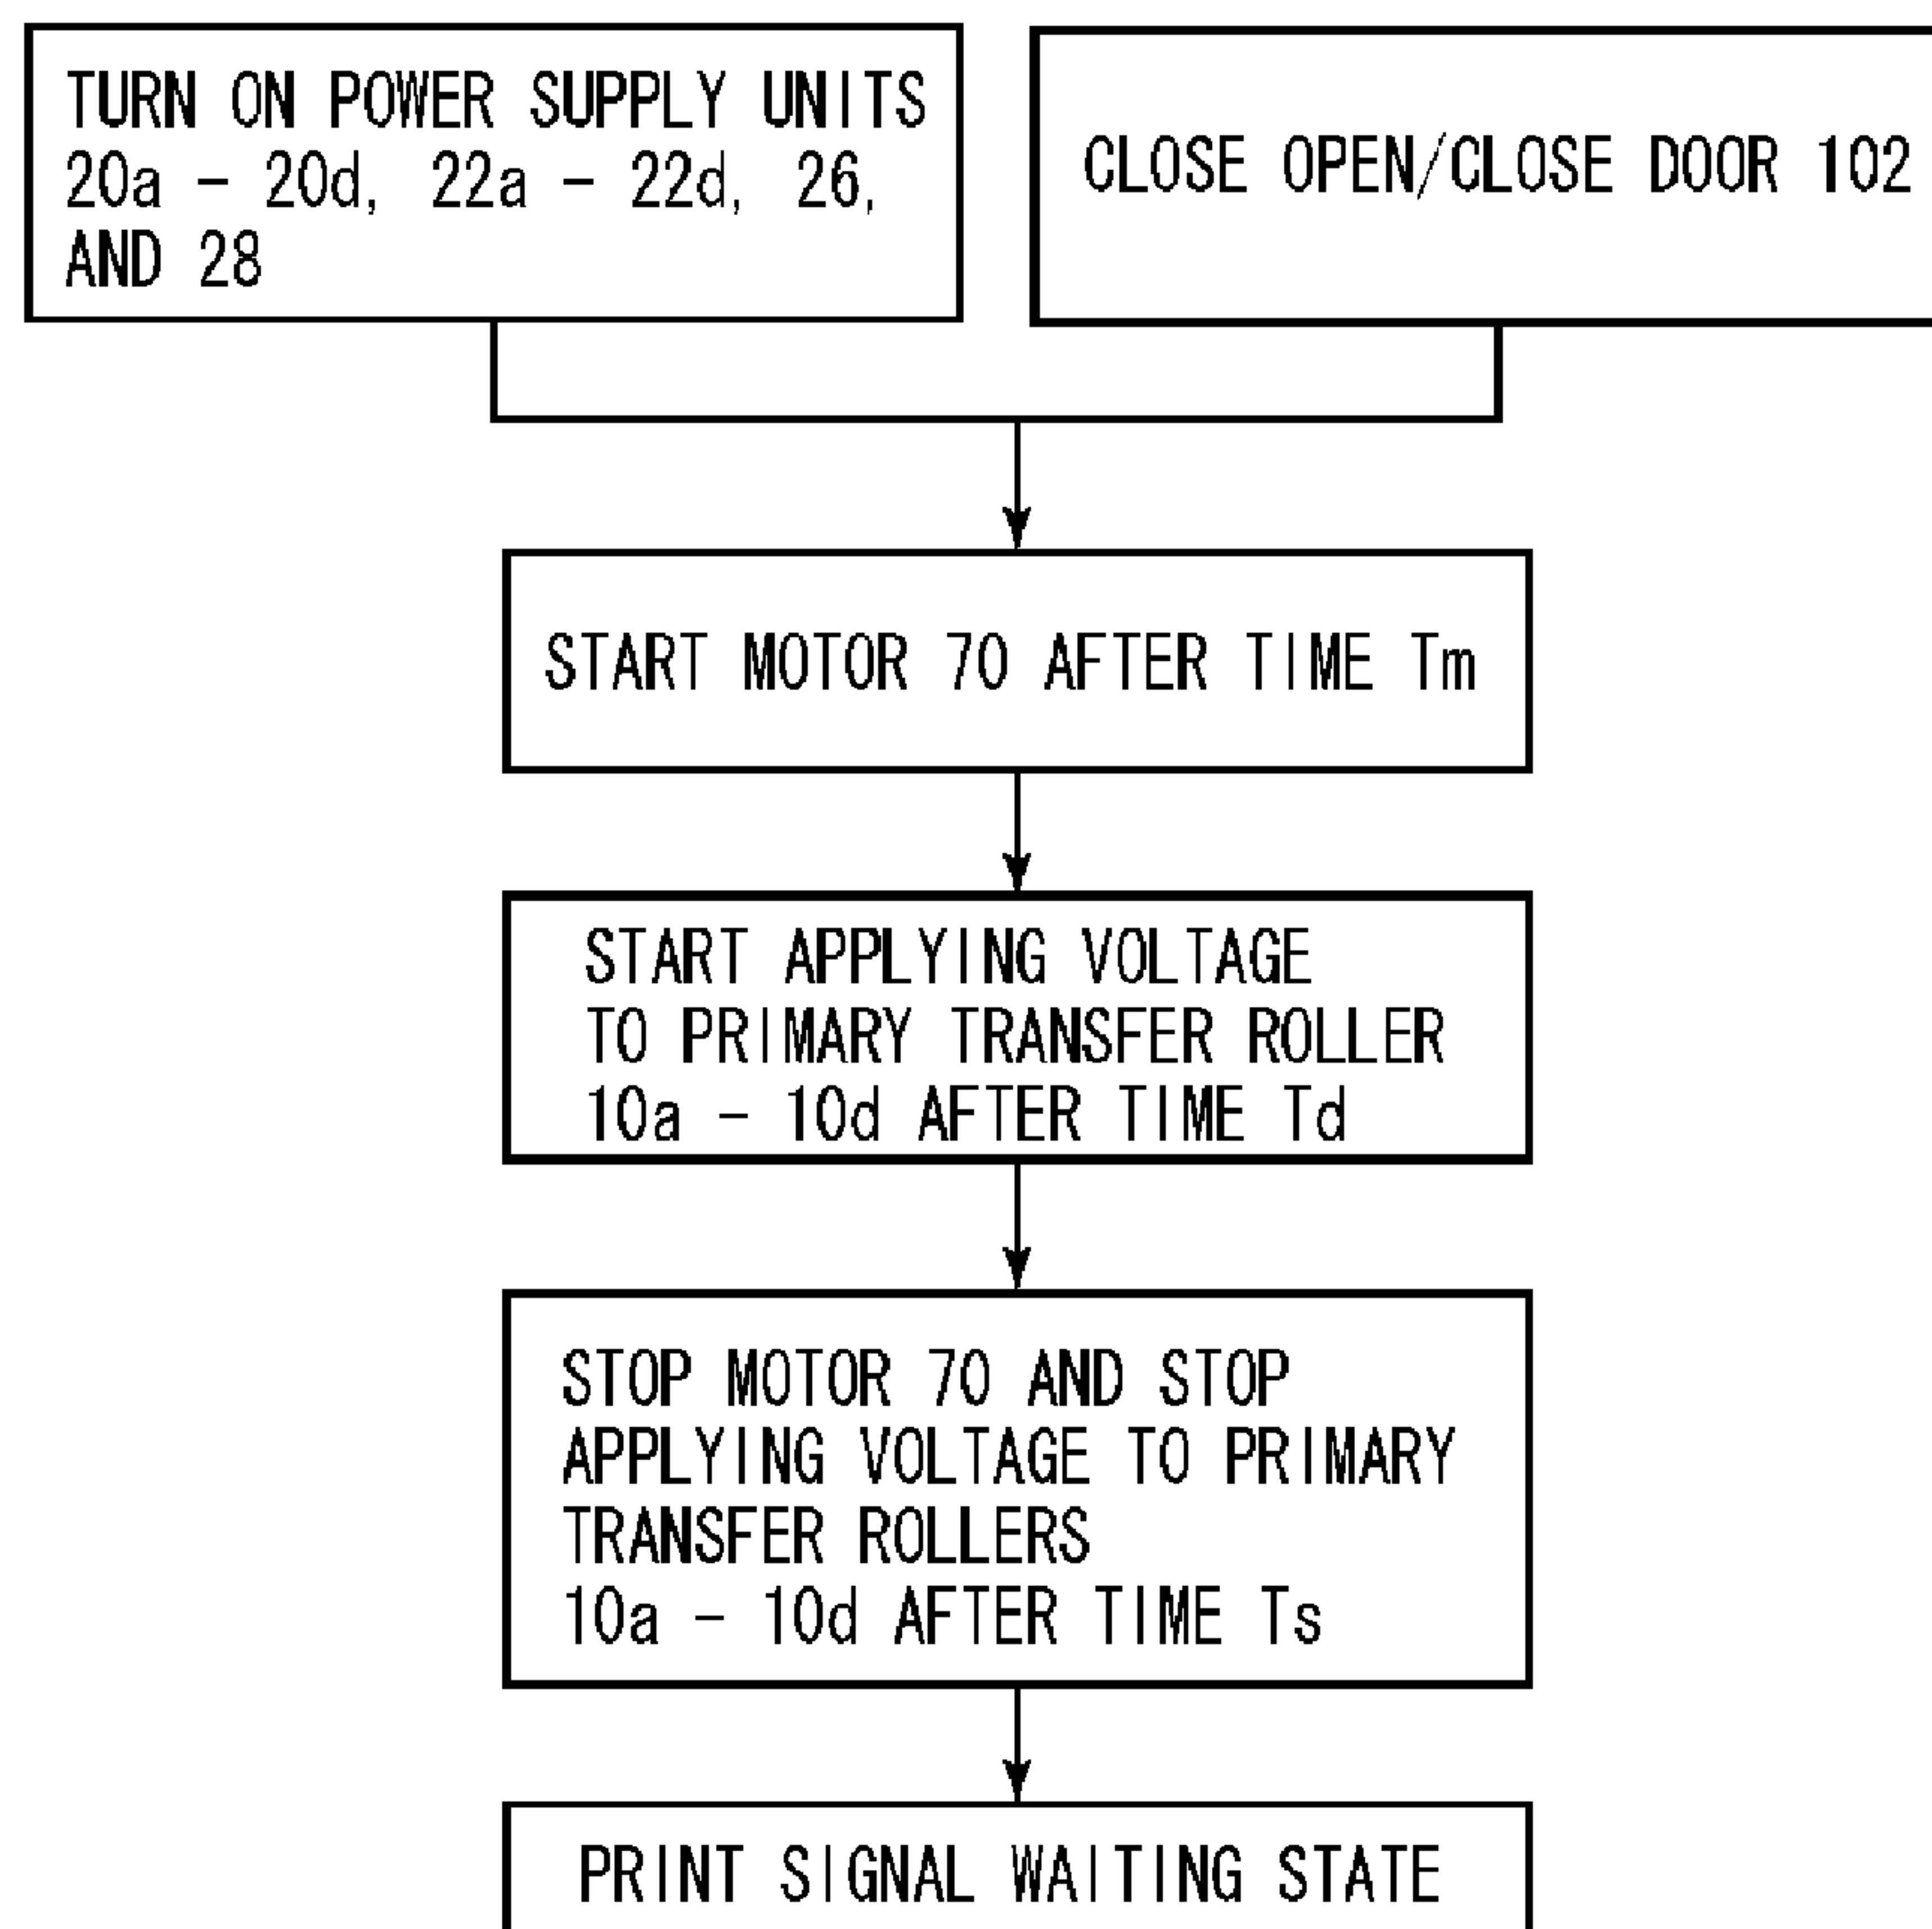 TURN ON POWER SUPPLY UNITS
20a - 20d, 22a - 22d, 26,
AND 28
CLOSE OPEN/CLOSE DOOR 102
START MOTOR 70 AFTER TIME Tm
START APPLYING VOLTAGE
TO PRIMARY TRANSFER ROLLER
10a - 10d AFTER TIME Td
STOP MOTOR 70 AND STOP
APPLYING VOLTAGE TO PRIMARY
TRANSFER ROLLERS
10a - 10d AFTER TIME Ts
PRINT SIGNAL WAITING STATE